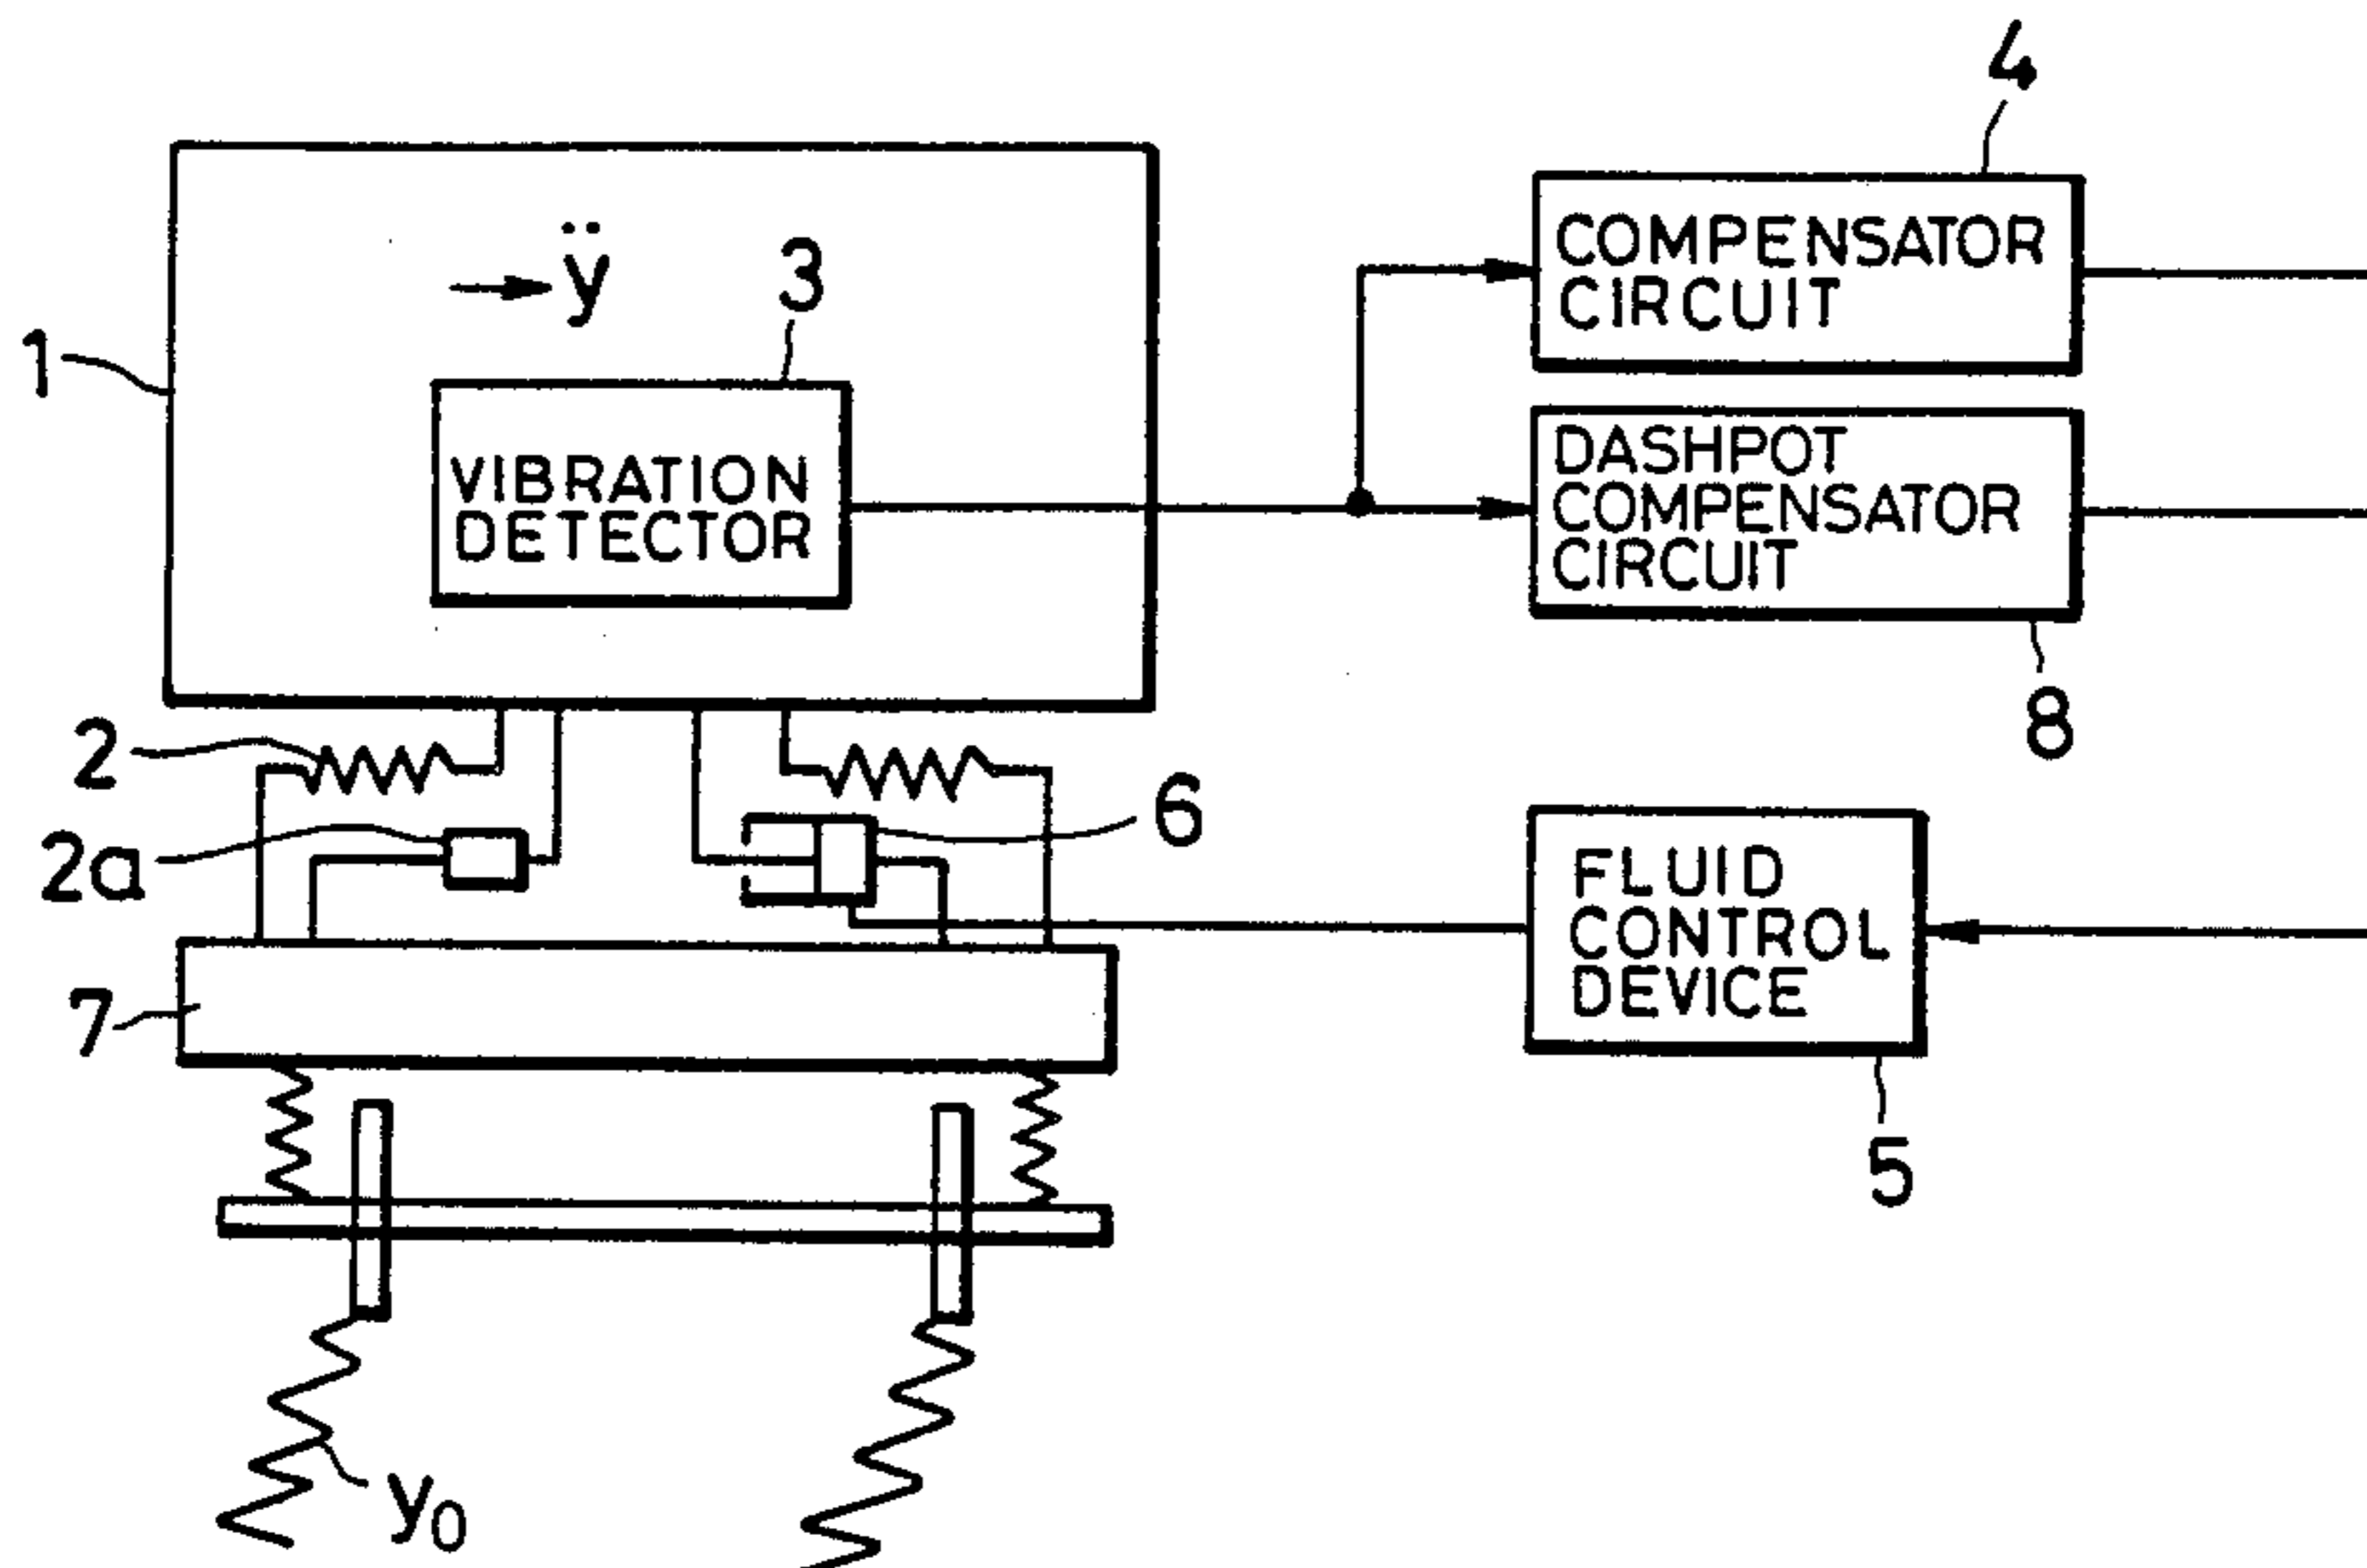 4
COMPENSATOR
CIRCUIT
ÿ
3
1
VIBRATION
DETECTOR
DASHPOT
COMPENSATOR
CIRCUIT
8
2
6
2a
FLUID
CONTROL
DEVICE
7
5
y₀